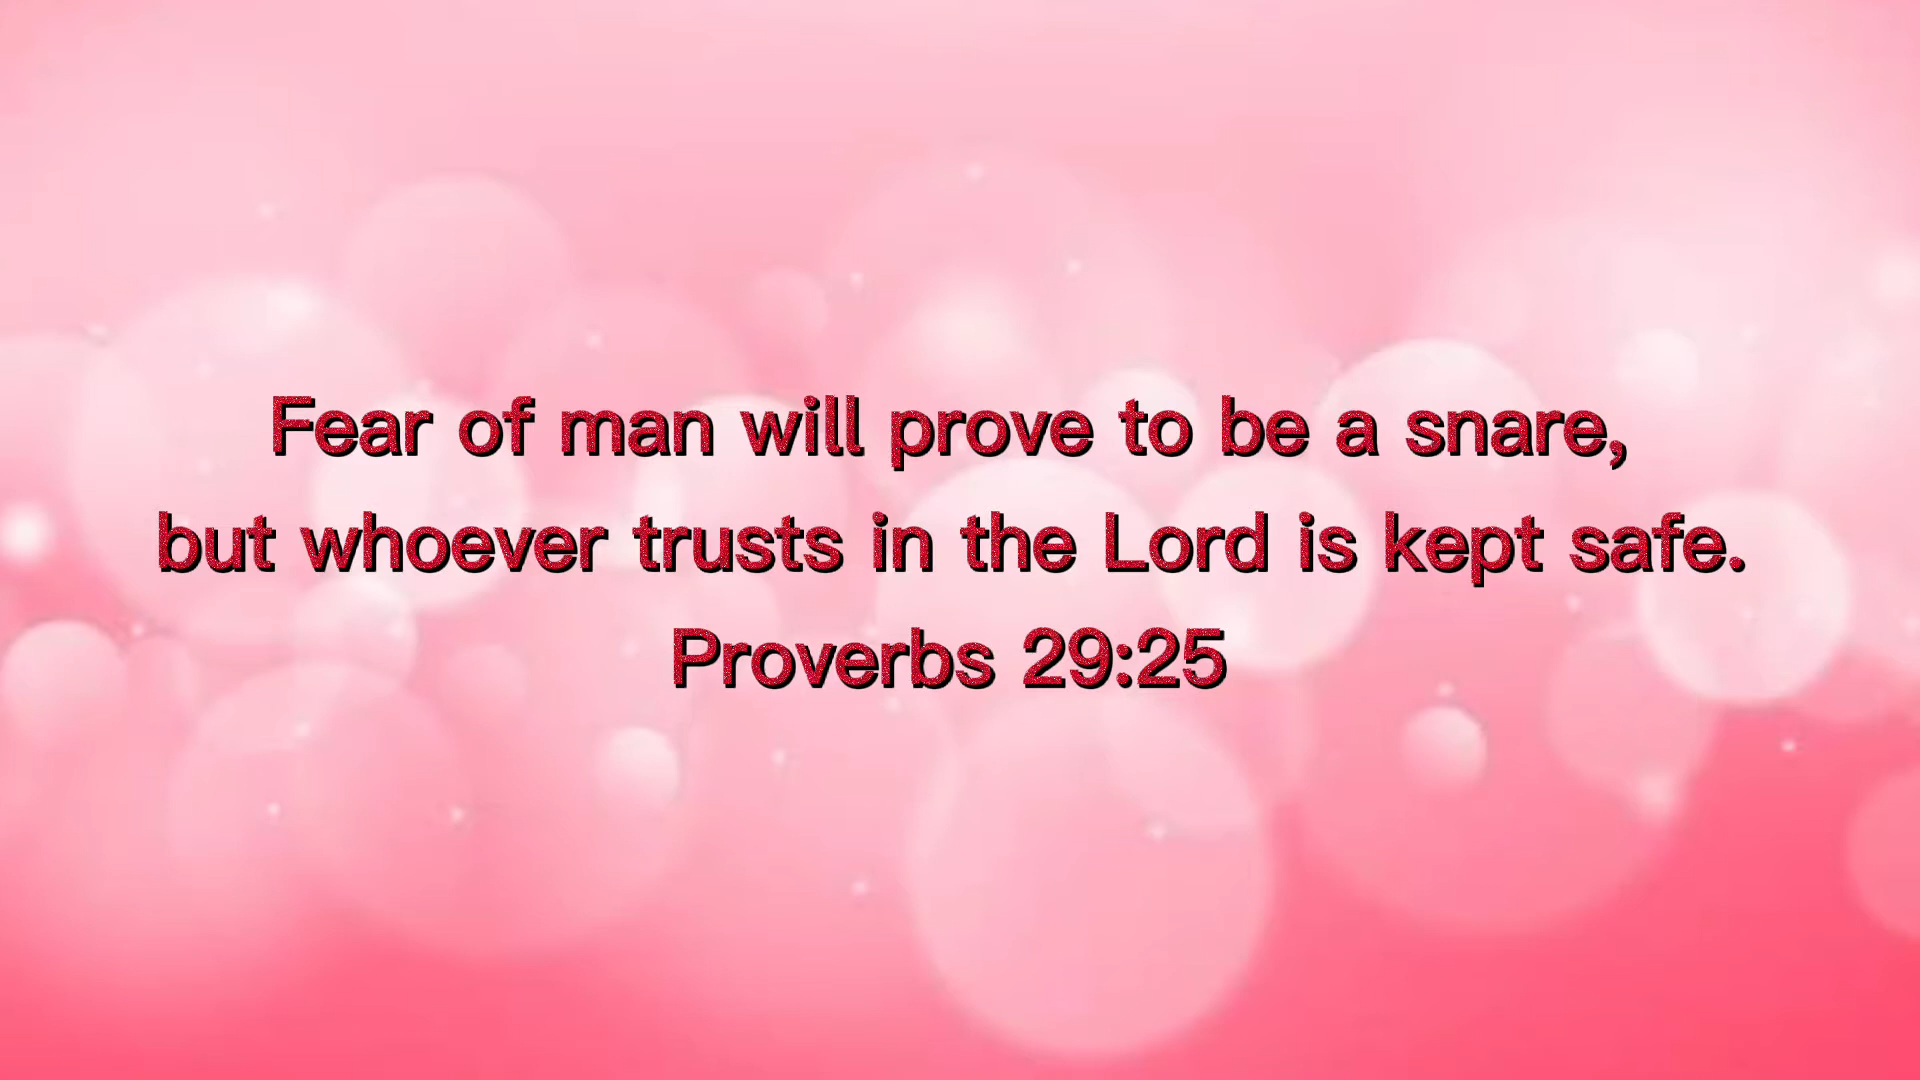 Fear of man will prove to be a snare,
but whoever trusts in the Lord is kept safe.
Proverbs 29:25